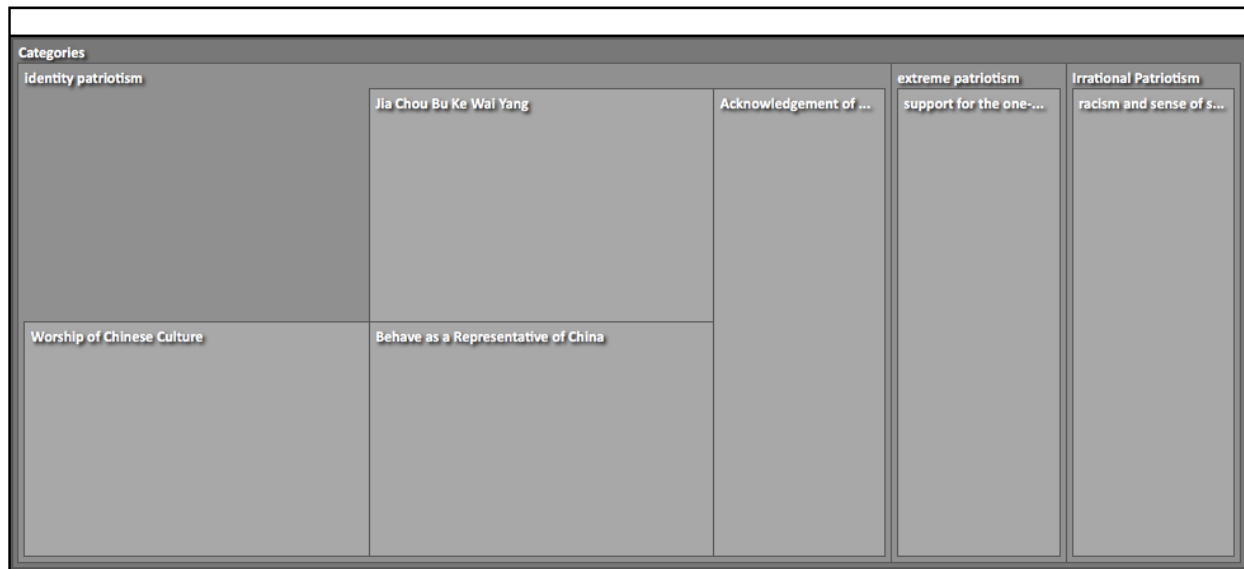 Categories
identity patriotism
extreme patriotism
Irrational Patriotism
Jia Chou Bu Ke Wai Yang
Acknowledgement of ...
support for the one-...
racism and sense of s...
Worship of Chinese Culture
Behave as a Representative of China